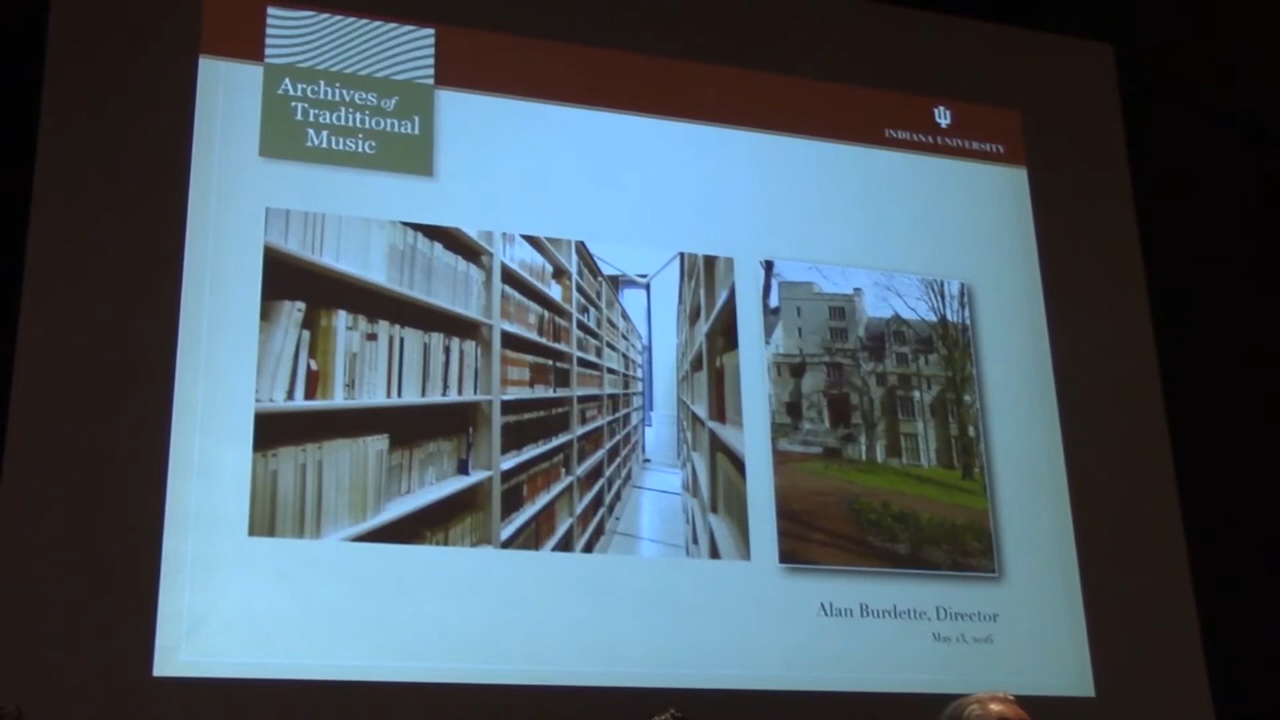 Archives of
Traditional
Music
INDIANA UNIVERSITY
Alan Burdette, Director
May 13, 2016